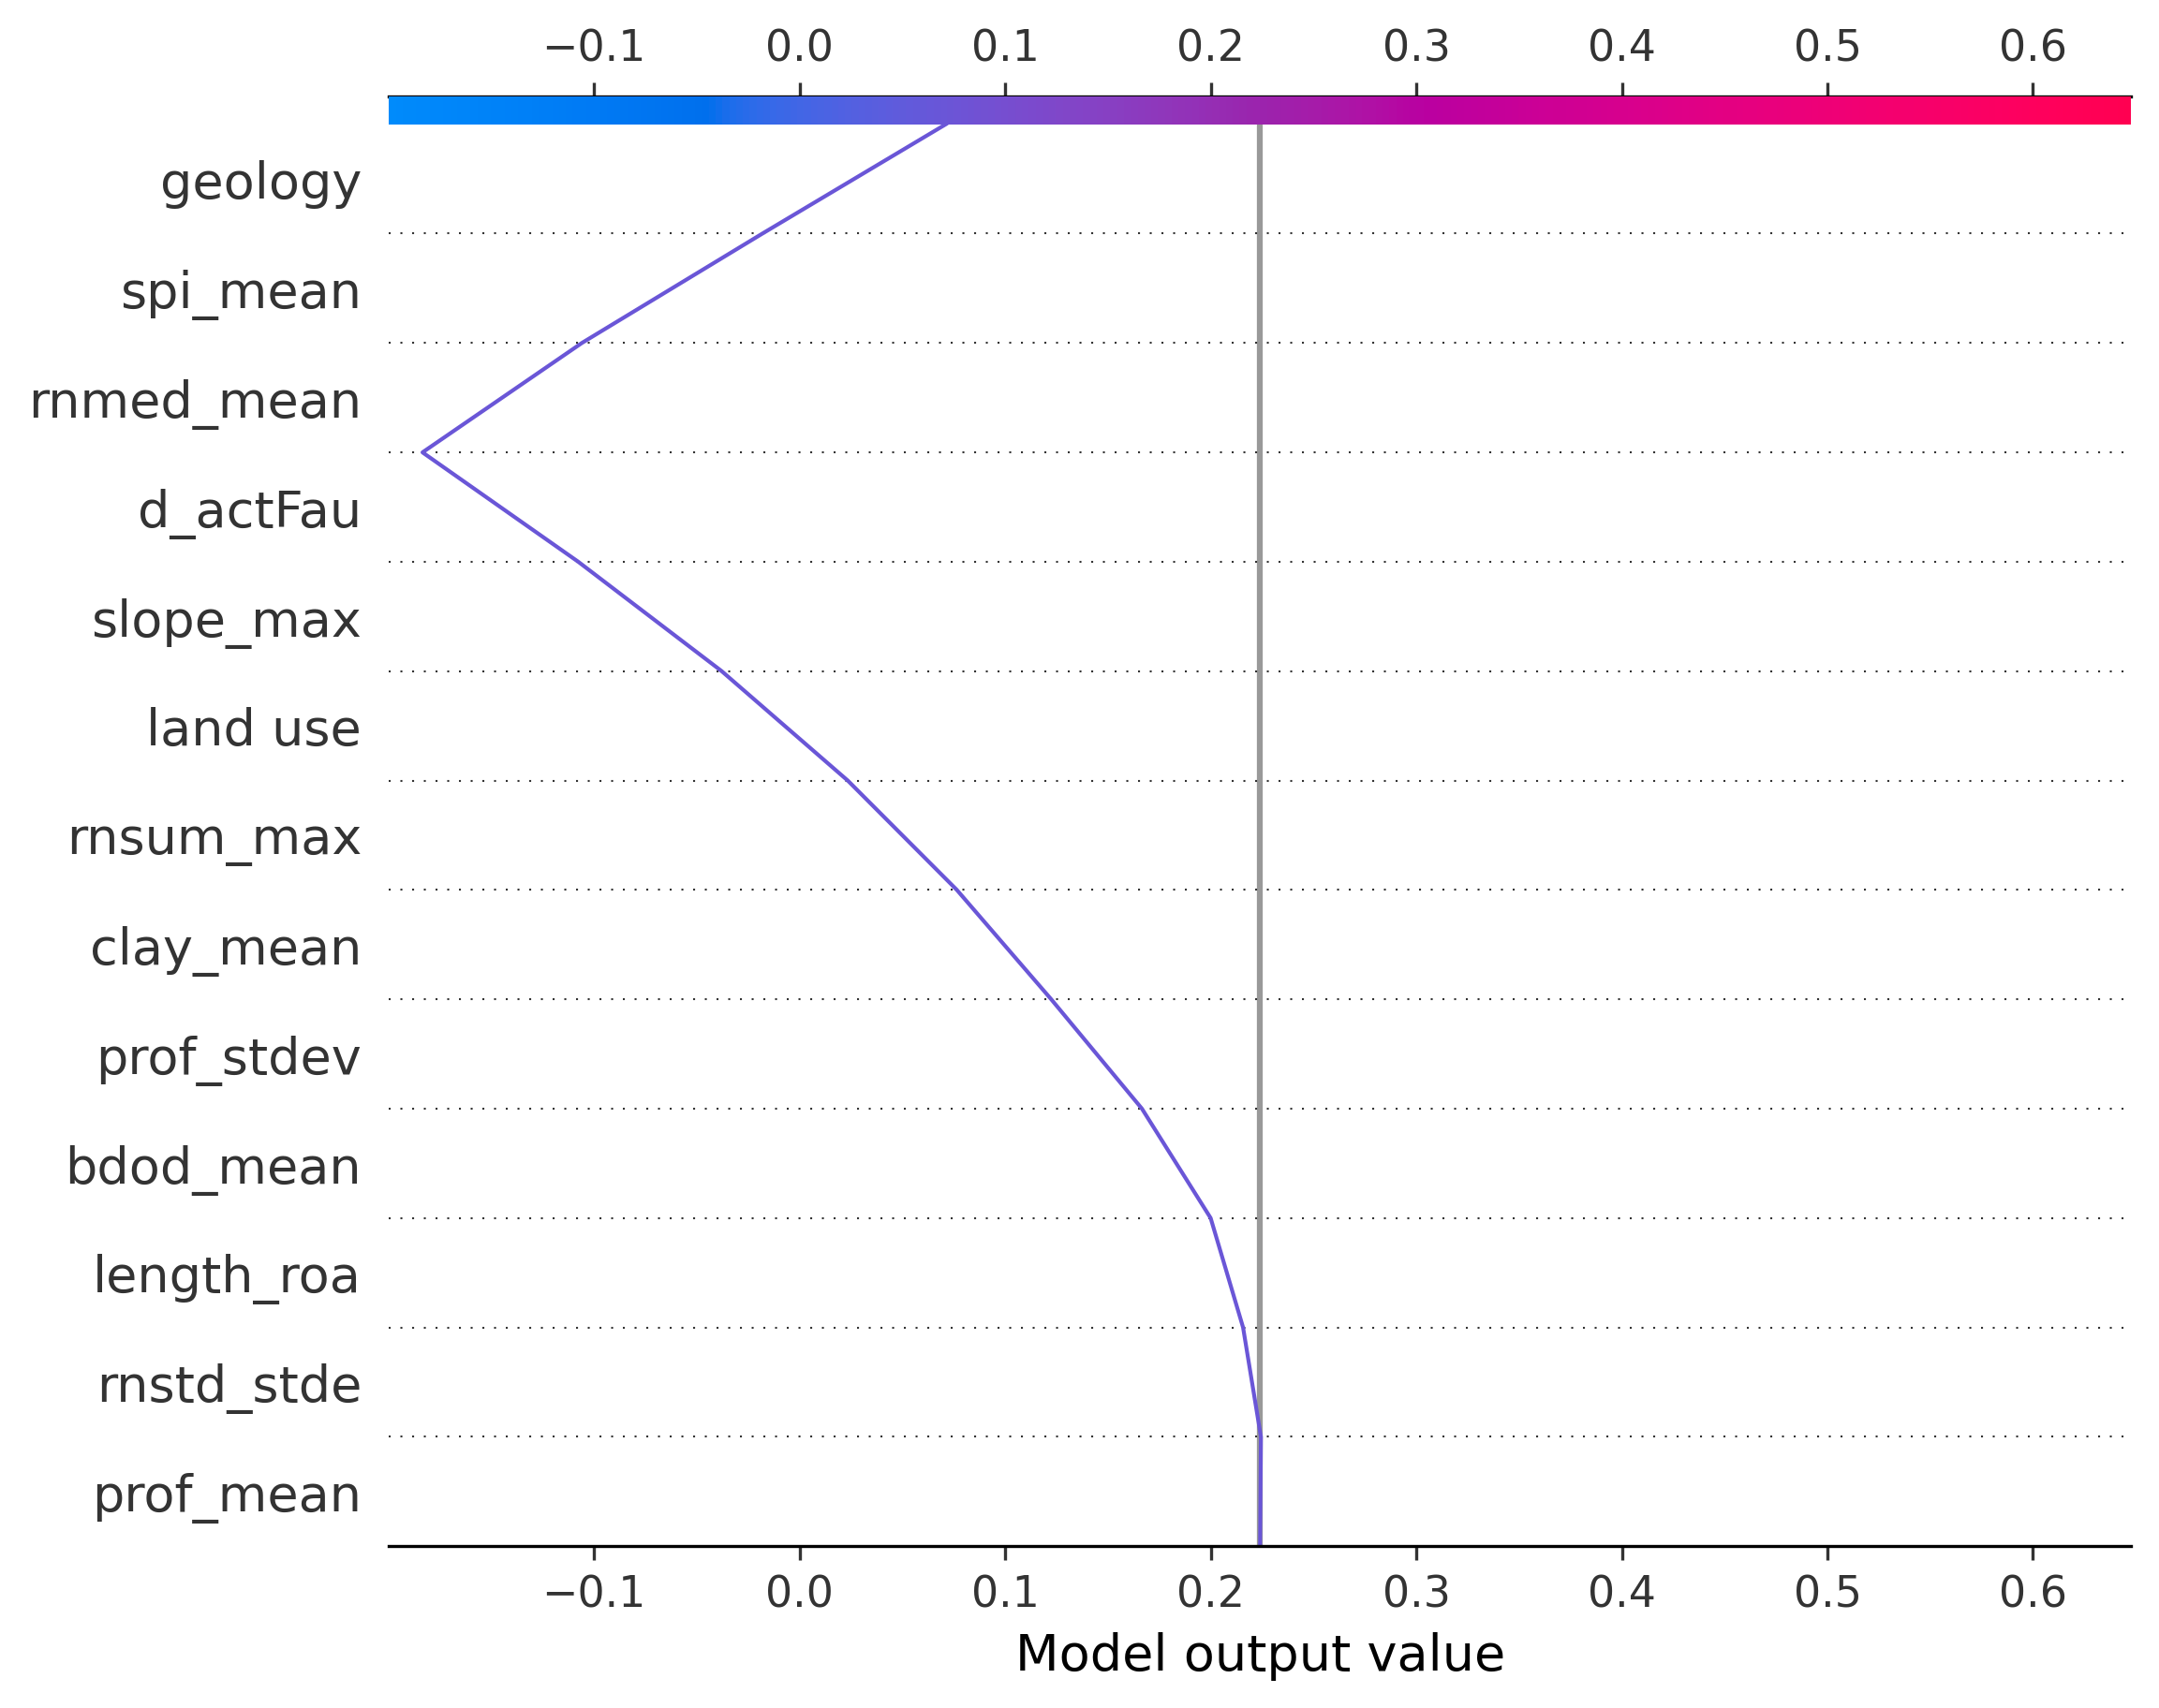 −0.1 0.0 0.1 0.2 0.3 0.4 0.5 0.6
geology
spi_mean
rnmed_mean
d_actFau
slope_max
land use
rnsum_max
clay_mean
prof_stdev
bdod_mean
length_roa
rnstd_stde
prof_mean
−0.1 0.0 0.1 0.2 0.3 0.4 0.5 0.6
Model output value